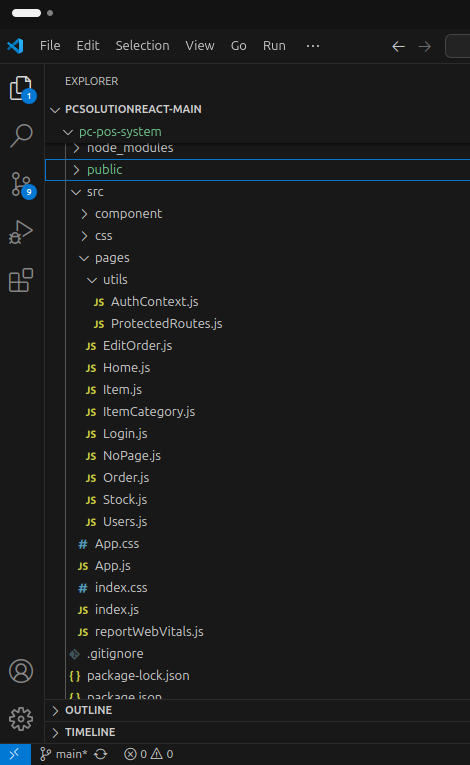 File Edit Selection View Go Run ···
EXPLORER
1
PCSOLUTIONREACT-MAIN
pc-pos-system
node_modules
public
9
src
component
css
pages
utils
JS AuthContext.js
JS ProtectedRoutes.js
JS EditOrder.js
JS Home.js
JS Item.js
JS ItemCategory.js
JS Login.js
JS NoPage.js
JS Order.js
JS Stock.js
JS Users.js
# App.css
JS App.js
# index.css
JS index.js
JS reportWebVitals.js
.gitignore
{ } package-lock.json
{ } package.json
OUTLINE
TIMELINE
main* 0 0